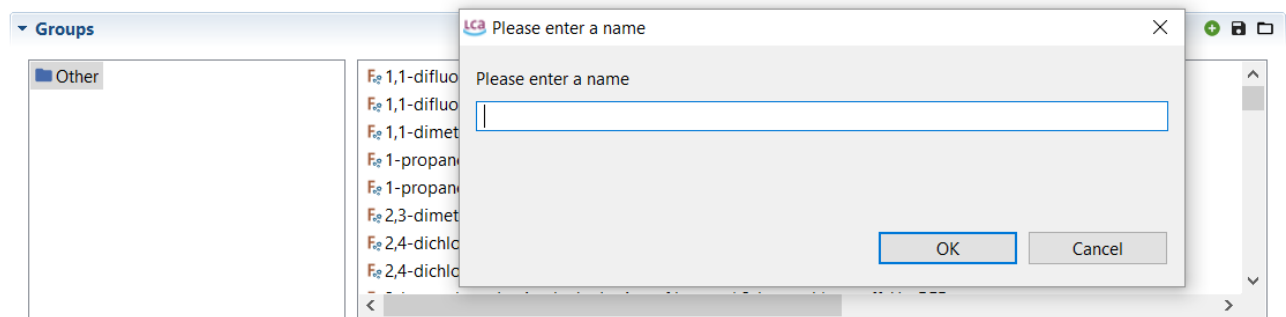 Groups
Other
1,1-difluo
1,1-difluo
1,1-dimet
1-propan
1-propan
2,3-dimet
2,4-dichlo
2,4-dichlo
LCa Please enter a name
Please enter a name
OK
Cancel